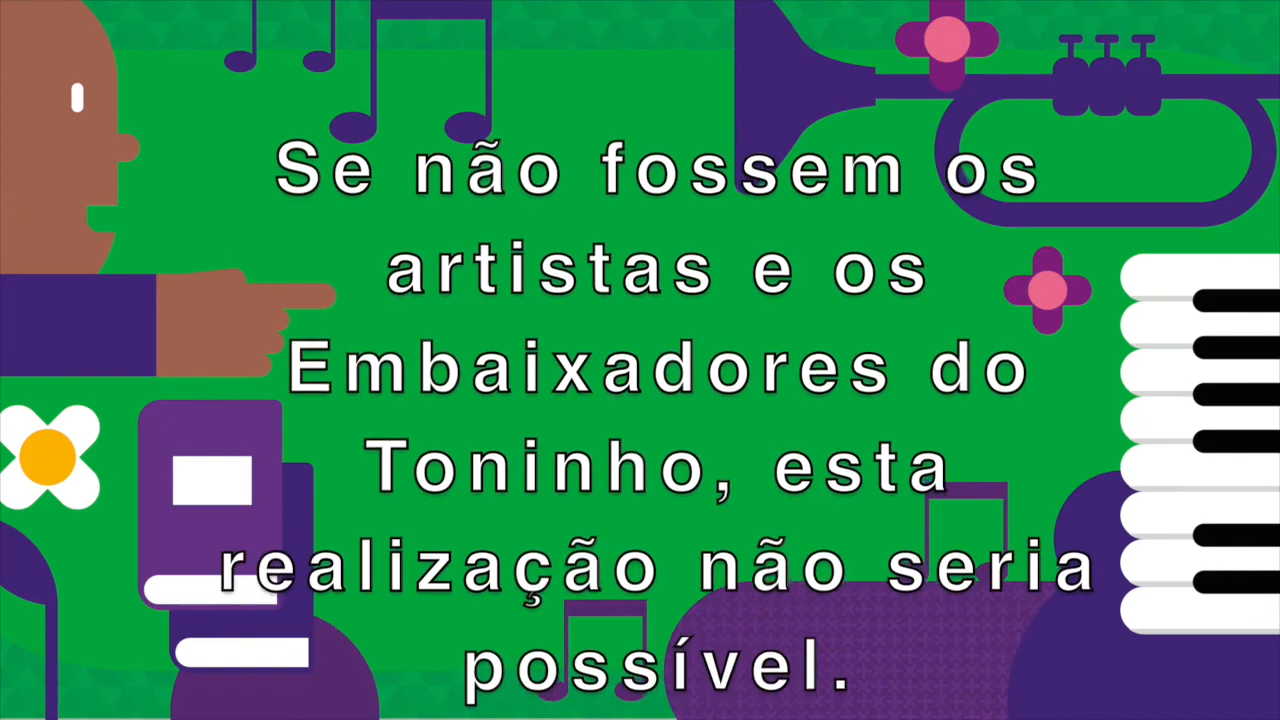 Se não fossem os
artistas e os
Embaixadores do
Toninho, esta
realização não seria
possível.